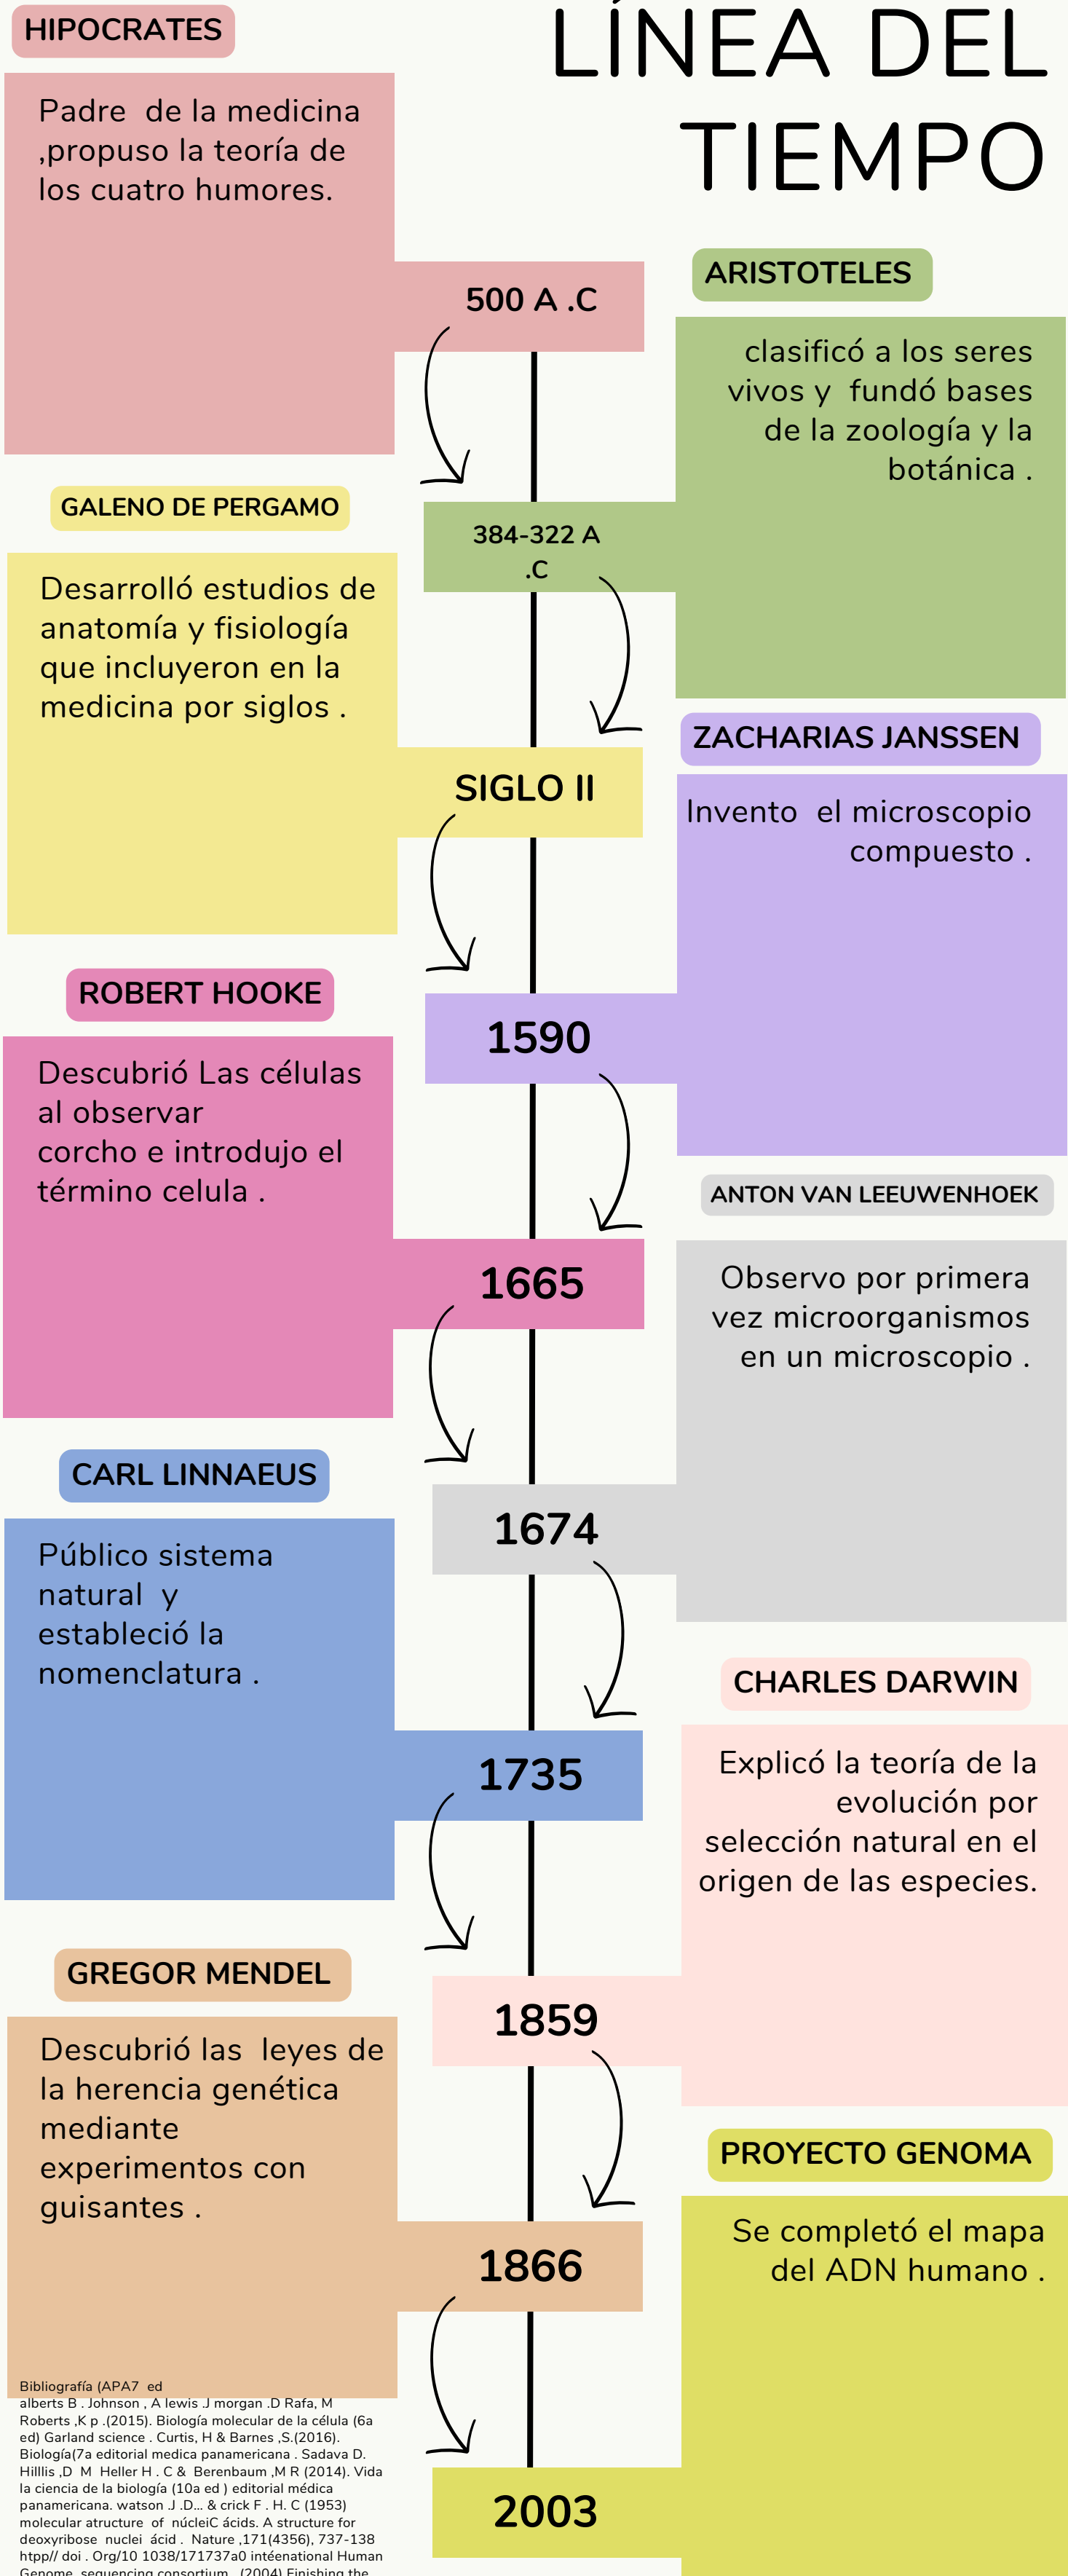 LÍNEA DEL
TIEMPO
HIPOCRATES
Padre de la medicina
,propuso la teoría de
los cuatro humores.
500 A .C
ARISTOTELES
clasificó a los seres
vivos y fundó bases
de la zoología y la
botánica .
384-322 A
.C
GALENO DE PERGAMO
Desarrolló estudios de
anatomía y fisiología
que incluyeron en la
medicina por siglos .
SIGLO II
ZACHARIAS JANSSEN
Invento el microscopio
compuesto .
1590
ROBERT HOOKE
Descubrió Las células
al observar
corcho e introdujo el
término celula .
1665
ANTON VAN LEEUWENHOEK
Observo por primera
vez microorganismos
en un microscopio .
1674
CARL LINNAEUS
Público sistema
natural y
estableció la
nomenclatura .
1735
CHARLES DARWIN
Explicó la teoría de la
evolución por
selección natural en el
origen de las especies.
1859
GREGOR MENDEL
Descubrió las leyes de
la herencia genética
mediante
experimentos con
guisantes .
1866
PROYECTO GENOMA
Se completó el mapa
del ADN humano .
2003
Bibliografía (APA7 ed
alberts B . Johnson , A lewis .J morgan .D Rafa, M
Roberts ,K p .(2015). Biología molecular de la célula (6a
ed) Garland science . Curtis, H & Barnes ,S.(2016).
Biología(7a editorial medica panamericana . Sadava D.
Hilllis ,D M Heller H . C & Berenbaum ,M R (2014). Vida
la ciencia de la biología (10a ed ) editorial médica
panamericana. watson .J .D... & crick F . H. C (1953)
molecular atructure of núcleiC ácids. A structure for
deoxyribose nuclei ácid . Nature ,171(4356), 737-138
htpp// doi . Org/10 1038/171737a0 intéenational Human
Genome sequencing consortium . (2004) Finishing the